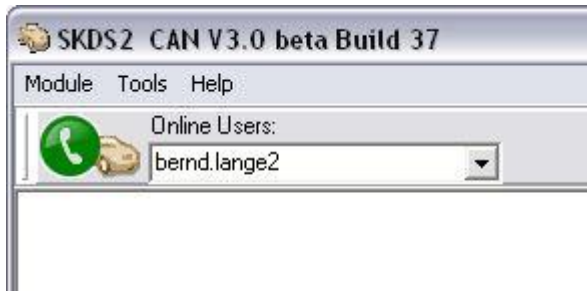 SKDS2 CAN V3.0 beta Build 37
Module Tools Help
Online Users:
bernd.lange2